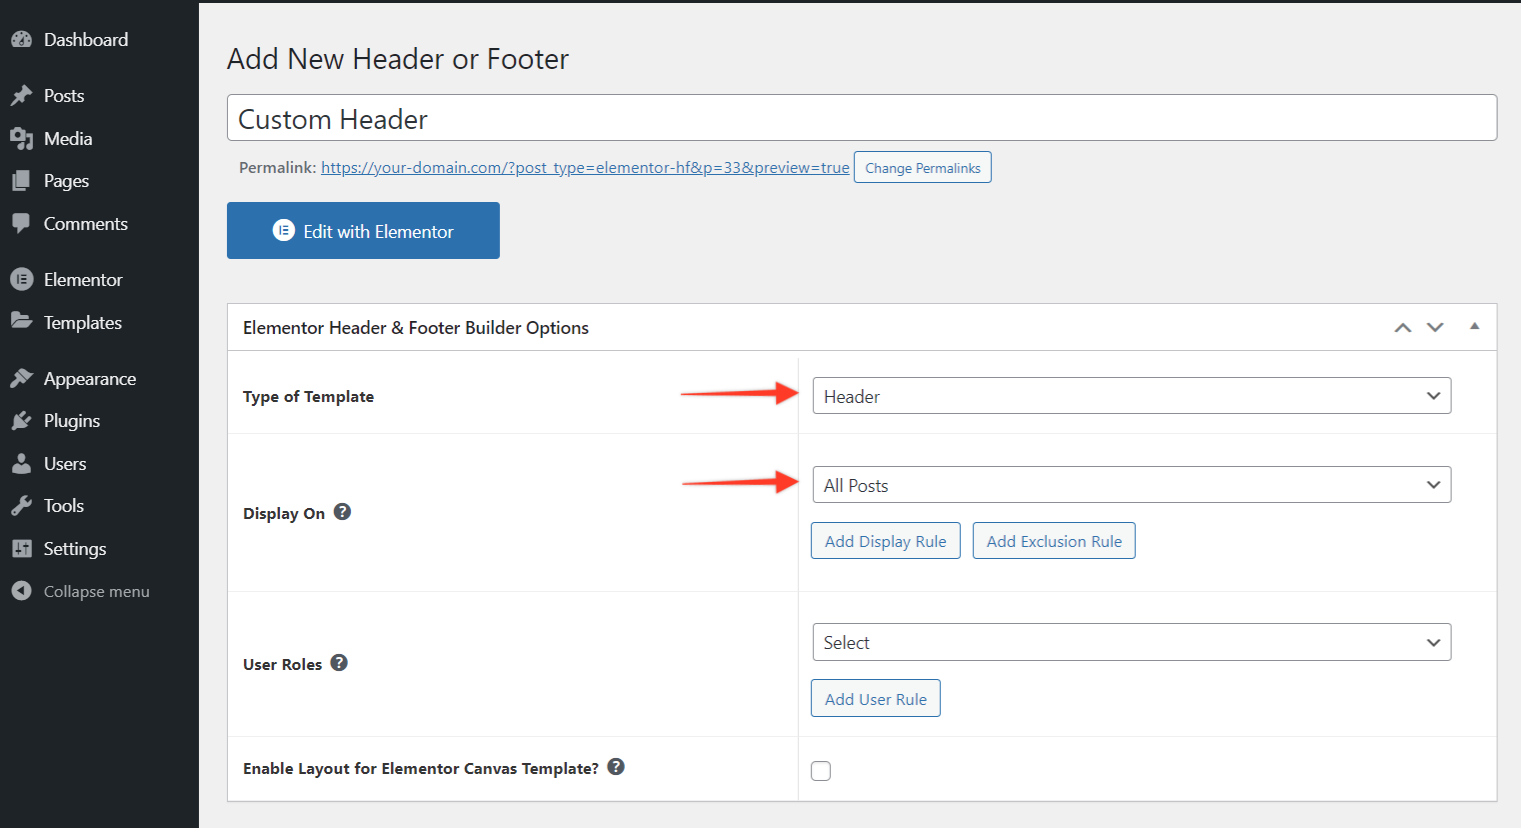 Dashboard
Posts
Media
Pages
Comments
Elementor
Templates
Appearance
Plugins
Users
Tools
Settings
Collapse menu
Add New Header or Footer
Custom Header
Permalink: https://your-domain.com/?post_type=elementor-hf&p=33&preview=true Change Permalinks
Edit with Elementor
Elementor Header & Footer Builder Options
Type of Template Header
All Posts
Display On ?
Add Display Rule Add Exclusion Rule
Select
User Roles ?
Add User Rule
Enable Layout for Elementor Canvas Template? ?